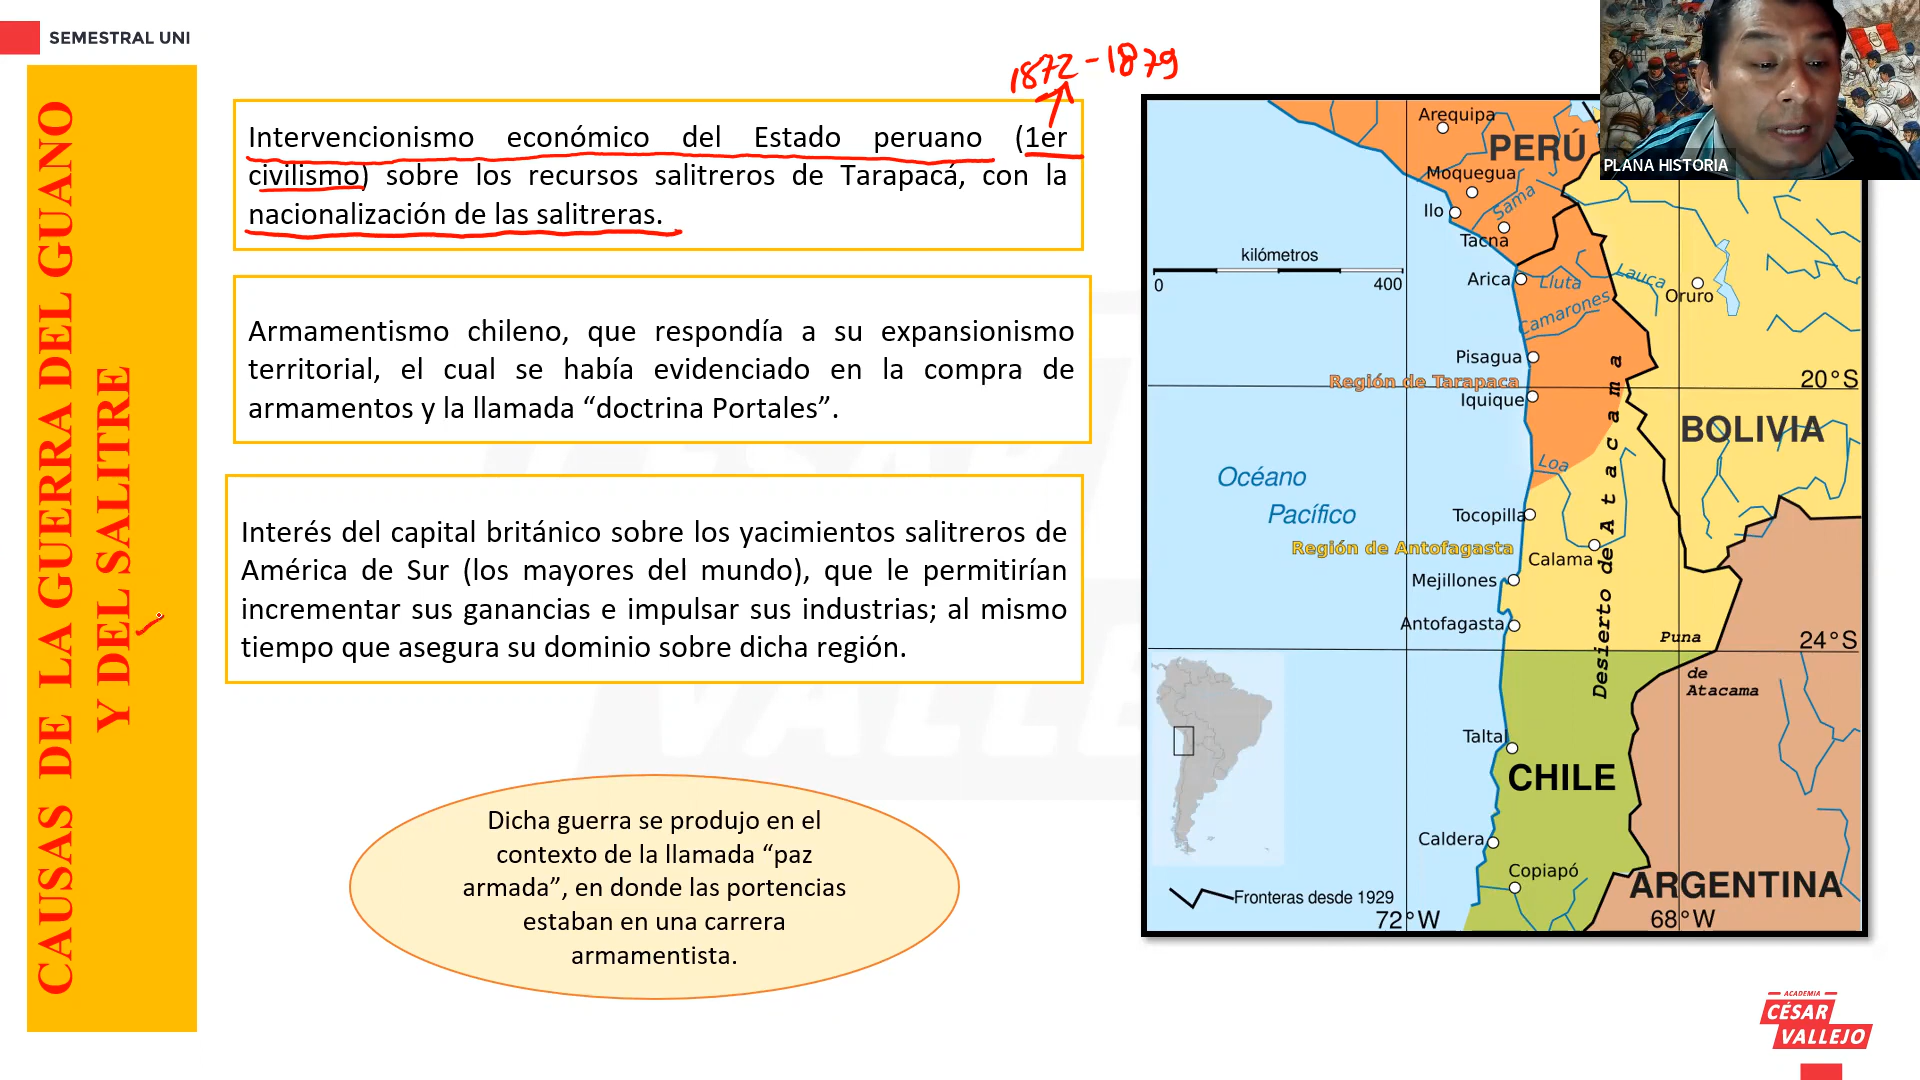 SEMESTRAL UNI
CAUSAS DE LA GUERRA DEL GUANO
Y DEL SALITRE
1872 - 1879
Intervencionismo económico del Estado peruano (1er
civilismo) sobre los recursos salitreros de Tarapacá, con la
nacionalización de las salitreras.
Armamentismo chileno, que respondía a su expansionismo
territorial, el cual se había evidenciado en la compra de
armamentos y la llamada “doctrina Portales”.
Interés del capital británico sobre los yacimientos salitreros de
América de Sur (los mayores del mundo), que le permitirían
incrementar sus ganancias e impulsar sus industrias; al mismo
tiempo que asegura su dominio sobre dicha región.
Dicha guerra se produjo en el
contexto de la llamada “paz
armada”, en donde las portencias
estaban en una carrera
armamentista.
PLANA HISTORIA
Arequipa
PERÚ
Moquegua
Ilo
Sama
Tacna
kilómetros
0
400
Arica
Lluta
Lauca
Oruro
Camarones
Pisagua
Región de Tarapaca
20°S
Iquique
BOLIVIA
Loa
Océano
Pacífico
Tocopilla
Región de Antofagasta
Calama
Mejillones
Desierto de Atacama
Antofagasta
Puna
24°S
de
Atacama
Taltal
CHILE
Caldera
Copiapó
ARGENTINA
Fronteras desde 1929
72°W
68°W
ACADEMIA
CÉSAR
VALLEJO
CESAR
VALLEJO